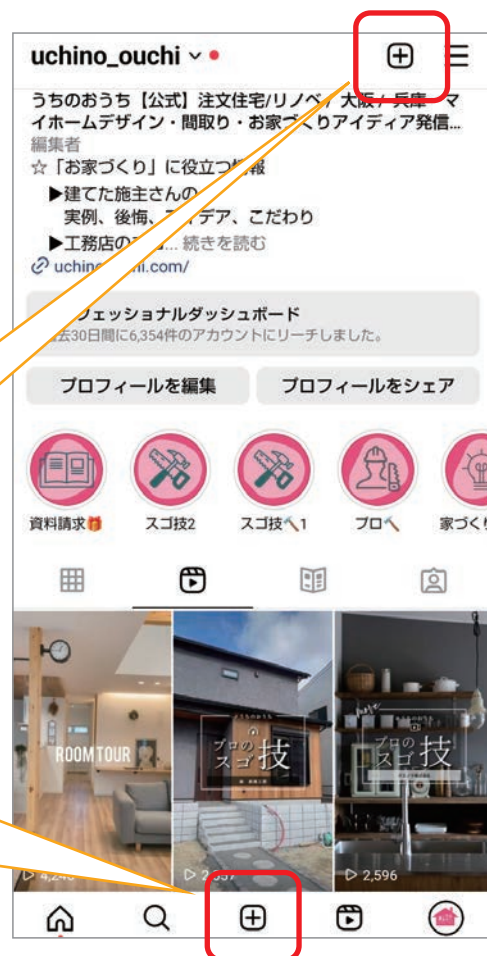 uchino_ouchi
うちのおうち【公式】注文住宅/リノベ/ 大阪/ 兵庫 マ
イホームデザイン・間取り・お家づくりアイディア発信...
編集者
☆「お家づくり」に役立つ情報
▶建てた施主さんの
実例、後悔、アイデア、こだわり
▶工務店の... 続きを読む
フェッショナルダッシュボード
去30日間に6,354件のアカウントにリーチしました。
プロフィールを編集
プロフィールをシェア
資料請求🎁
スゴ技2
スゴ技🔨1
プロ🔨
家づく
ROOM TOUR
うちのおうち
プロの
スゴ技
more
プロの
スゴ技
2,596